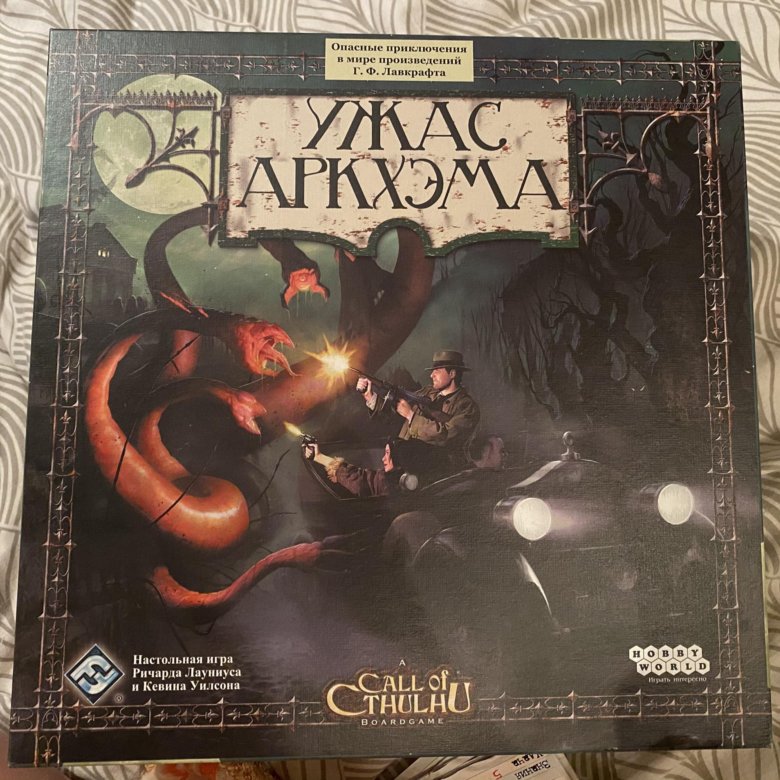 Опасные приключения
в мире произведений
Г. Ф. Лавкрафта
УЖАС
АРКХЭМА
Настольная игра
Ричарда Лауниуса
и Кевина Уилсона
A
CALL OF
CTHULHU
BOARDGAME
HOBBY
WORLD
Играть интересно